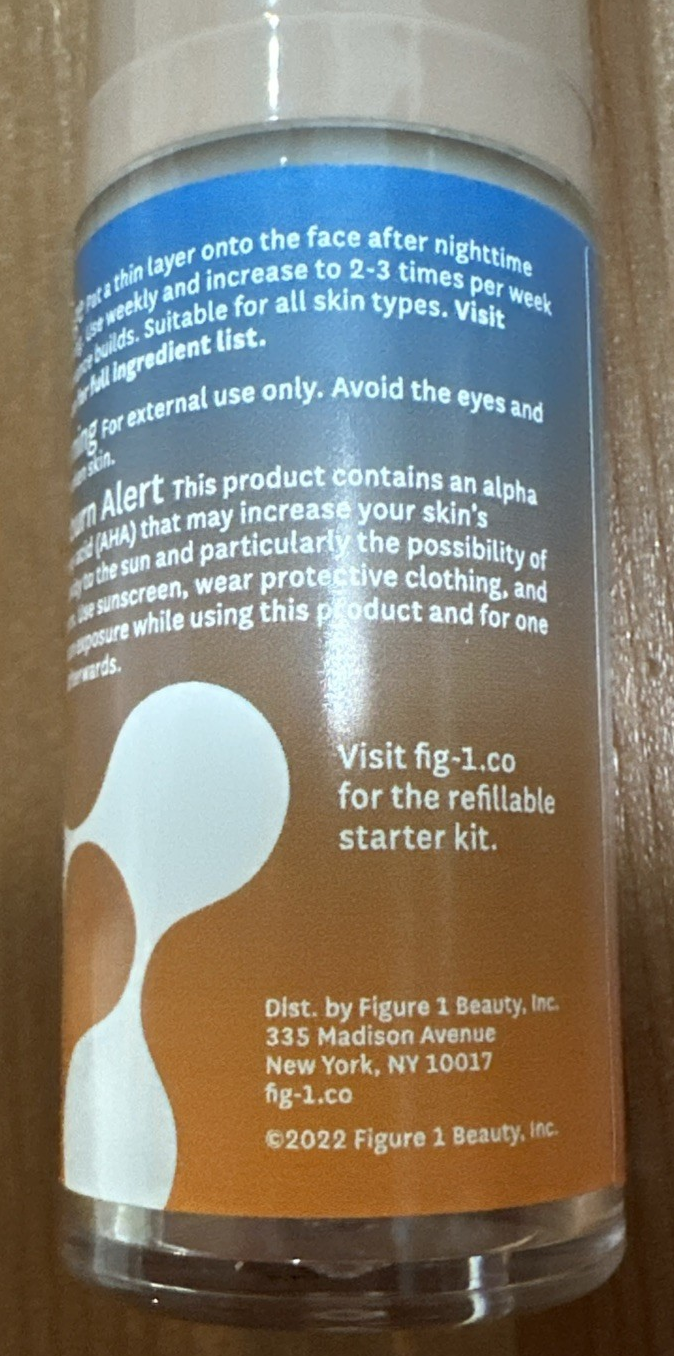 Pat a thin layer onto the face after nighttime
Use weekly and increase to 2-3 times per week
builds. Suitable for all skin types. Visit
for full ingredient list.
For external use only. Avoid the eyes and
skin.
Alert This product contains an alpha
(AHA) that may increase your skin's
to the sun and particularly the possibility of
Use sunscreen, wear protective clothing, and
exposure while using this product and for one
Visit fig-1.co
for the refillable
starter kit.
Dist. by Figure 1 Beauty, Inc.
335 Madison Avenue
New York, NY 10017
fig-1.co
©2022 Figure 1 Beauty, Inc.